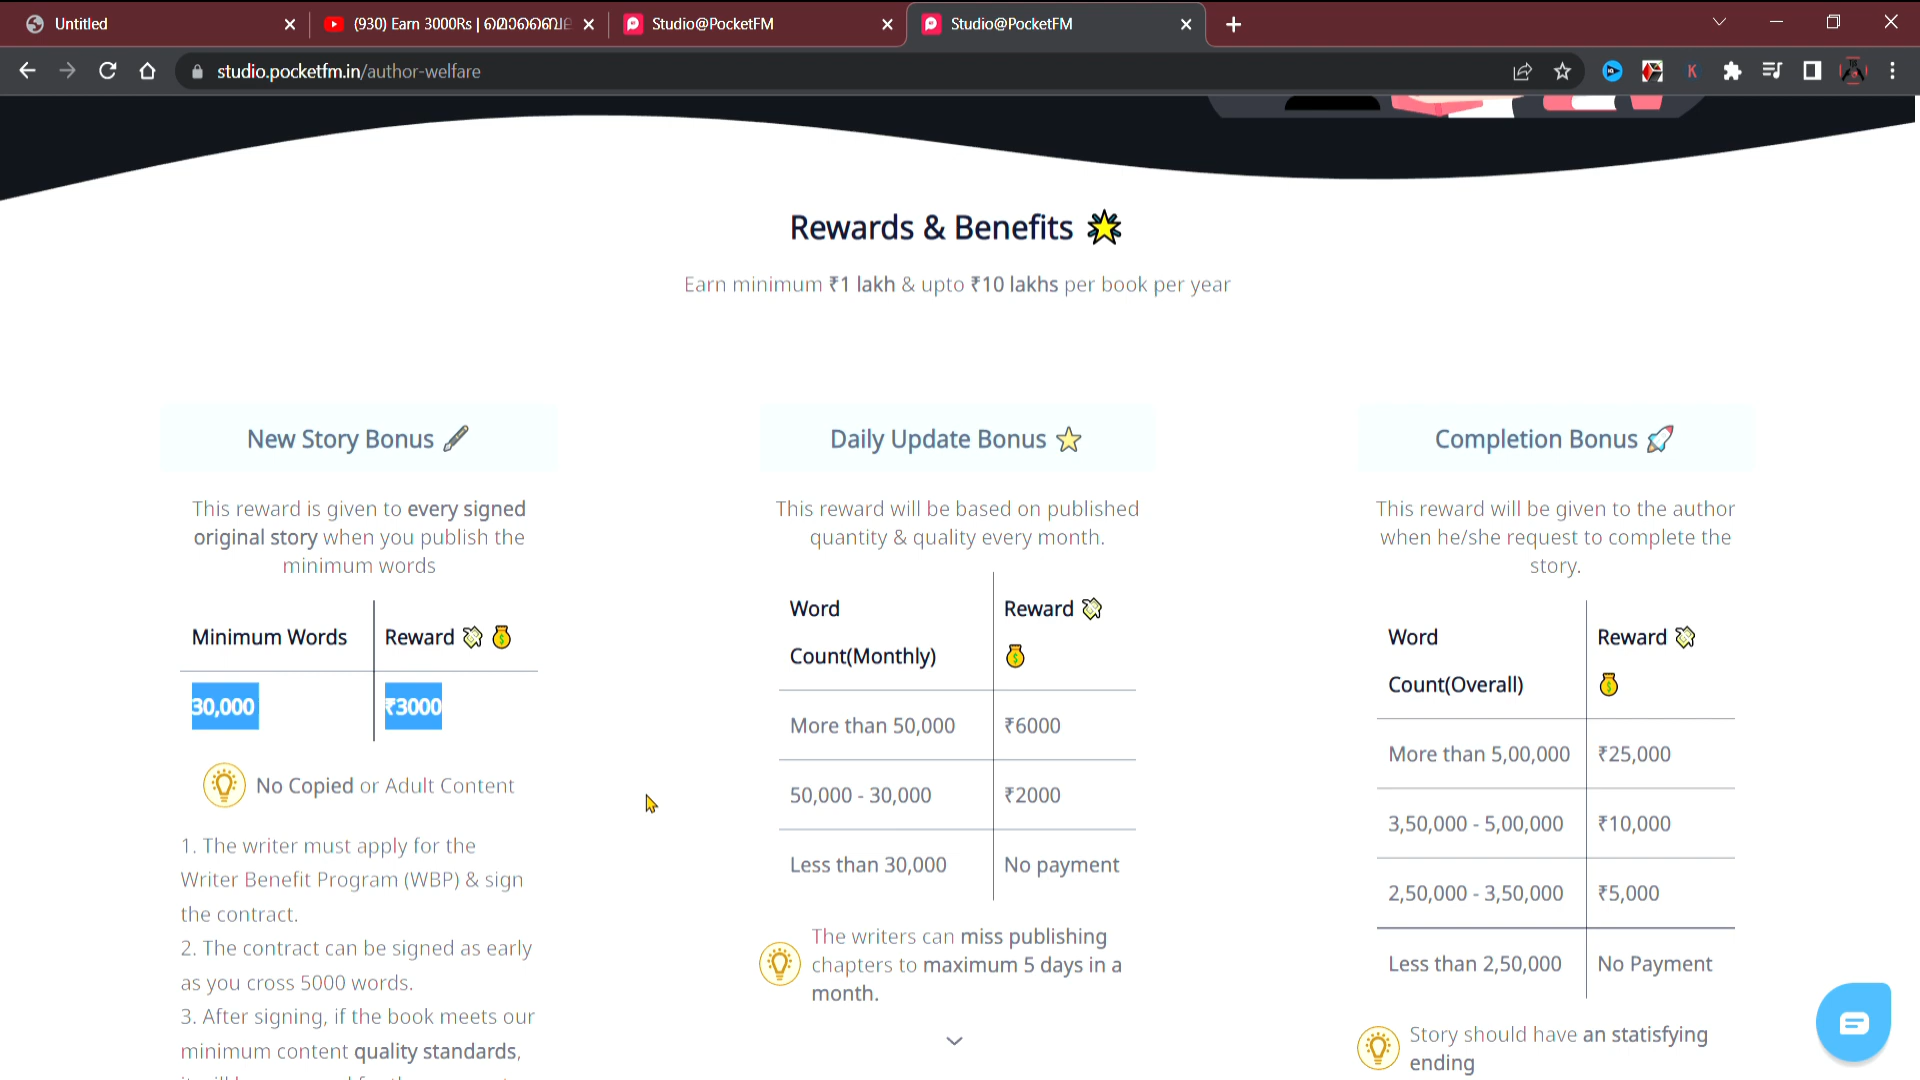 Untitled
(930) Earn 3000Rs |
Studio@PocketFM
Studio@PocketFM
studio.pocketfm.in/author-welfare
Rewards & Benefits
Earn minimum ₹1 lakh & upto ₹10 lakhs per book per year
New Story Bonus
This reward is given to every signed
original story when you publish the
minimum words
Minimum Words Reward
30,000 ₹3000
No Copied or Adult Content
1. The writer must apply for the
Writer Benefit Program (WBP) & sign
the contract.
2. The contract can be signed as early
as you cross 5000 words.
3. After signing, if the book meets our
minimum content quality standards,
Daily Update Bonus
This reward will be based on published
quantity & quality every month.
Word
Count(Monthly)
Reward
More than 50,000 ₹6000
50,000 - 30,000 ₹2000
Less than 30,000 No payment
The writers can miss publishing
chapters to maximum 5 days in a
month.
Completion Bonus
This reward will be given to the author
when he/she request to complete the
story.
Word
Count(Overall)
Reward
More than 5,00,000 ₹25,000
3,50,000 - 5,00,000 ₹10,000
2,50,000 - 3,50,000 ₹5,000
Less than 2,50,000 No Payment
Story should have an statisfying
ending